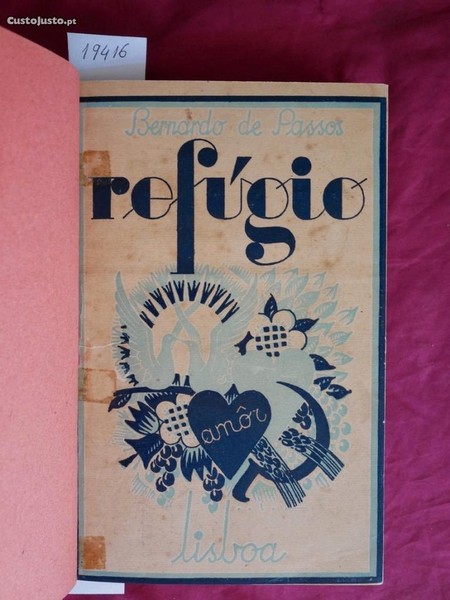 CustoJusto.pt
19416
Bernardo de Passos
refúgio
amôr
lisboa